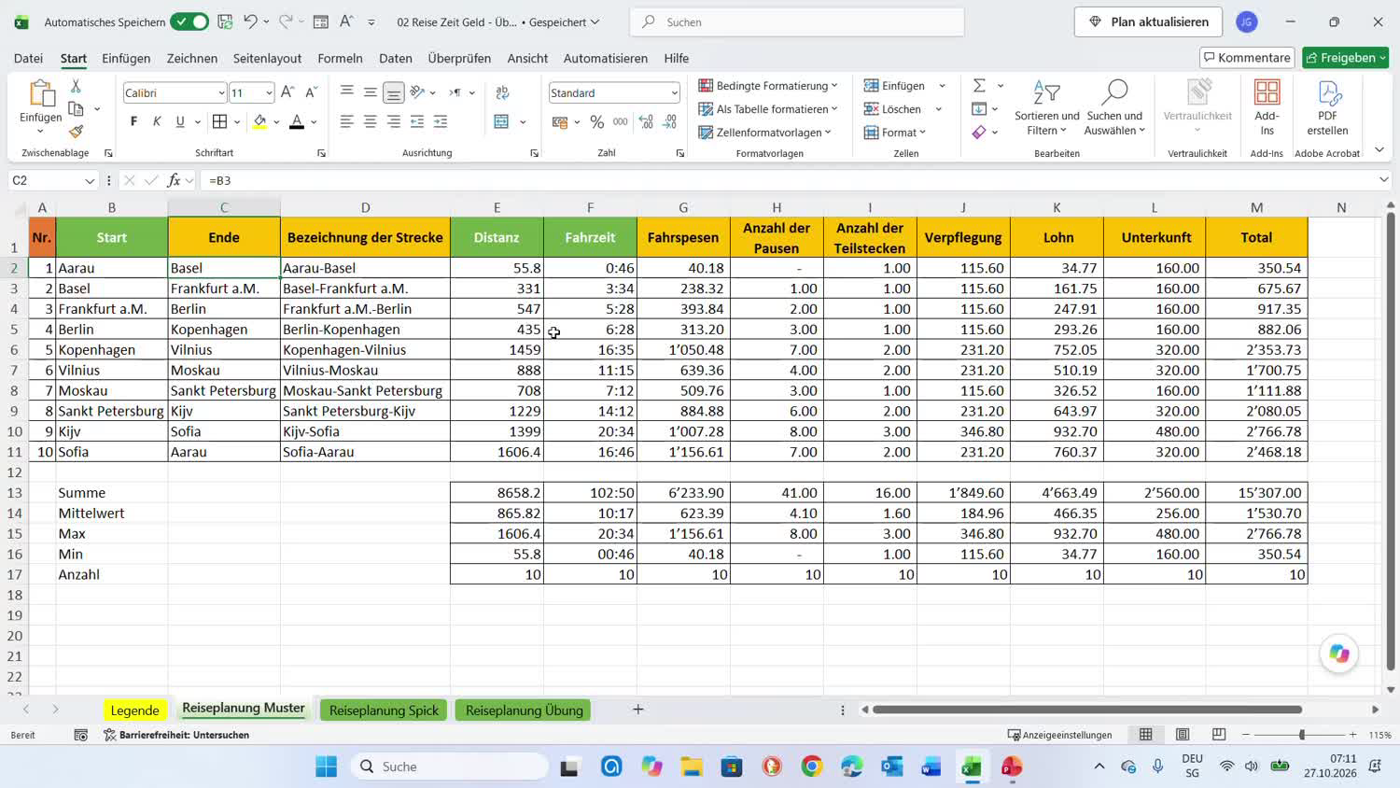 Automatisches Speichern 02 Reise Zeit Geld - Üb... • Gespeichert Suchen Plan aktualisieren JG
Datei Start Einfügen Zeichnen Seitenlayout Formeln Daten Überprüfen Ansicht Automatisieren Hilfe Kommentare Freigeben
Einfügen Calibri 11 F K U Standard Bedingte Formatierung Als Tabelle formatieren Zellenformatvorlagen Einfügen Löschen Format Sortieren und Filtern Suchen und Auswählen Vertraulichkeit Add-Ins PDF erstellen
Zwischenablage Schriftart Ausrichtung Zahl Formatvorlagen Zellen Bearbeiten Vertraulichkeit Add-Ins Adobe Acrobat
C2 fx =B3
A B C D E F G H I J K L M N
1 Nr. Start Ende Bezeichnung der Strecke Distanz Fahrzeit Fahrspesen Anzahl der Pausen Anzahl der Teilstecken Verpflegung Lohn Unterkunft Total
2 1 Aarau Basel Aarau-Basel 55.8 0:46 40.18 - 1.00 115.60 34.77 160.00 350.54
3 2 Basel Frankfurt a.M. Basel-Frankfurt a.M. 331 3:34 238.32 1.00 1.00 115.60 161.75 160.00 675.67
4 3 Frankfurt a.M. Berlin Frankfurt a.M.-Berlin 547 5:28 393.84 2.00 1.00 115.60 247.91 160.00 917.35
5 4 Berlin Kopenhagen Berlin-Kopenhagen 435 6:28 313.20 3.00 1.00 115.60 293.26 160.00 882.06
6 5 Kopenhagen Vilnius Kopenhagen-Vilnius 1459 16:35 1’050.48 7.00 2.00 231.20 752.05 320.00 2’353.73
7 6 Vilnius Moskau Vilnius-Moskau 888 11:15 639.36 4.00 2.00 231.20 510.19 320.00 1’700.75
8 7 Moskau Sankt Petersburg Moskau-Sankt Petersburg 708 7:12 509.76 3.00 1.00 115.60 326.52 160.00 1’111.88
9 8 Sankt Petersburg Kijv Sankt Petersburg-Kijv 1229 14:12 884.88 6.00 2.00 231.20 643.97 320.00 2’080.05
10 9 Kijv Sofia Kijv-Sofia 1399 20:34 1’007.28 8.00 3.00 346.80 932.70 480.00 2’766.78
11 10 Sofia Aarau Sofia-Aarau 1606.4 16:46 1’156.61 7.00 2.00 231.20 760.37 320.00 2’468.18
12
13 Summe 8658.2 102:50 6’233.90 41.00 16.00 1’849.60 4’663.49 2’560.00 15’307.00
14 Mittelwert 865.82 10:17 623.39 4.10 1.60 184.96 466.35 256.00 1’530.70
15 Max 1606.4 20:34 1’156.61 8.00 3.00 346.80 932.70 480.00 2’766.78
16 Min 55.8 00:46 40.18 - 1.00 115.60 34.77 160.00 350.54
17 Anzahl 10 10 10 10 10 10 10 10 10
18
19
20
21
22
Legende Reiseplanung Muster Reiseplanung Spick Reiseplanung Übung
Bereit Barrierefreiheit: Untersuchen Anzeigeeinstellungen 115%
Suche DEU SG 07:11 27.10.2026